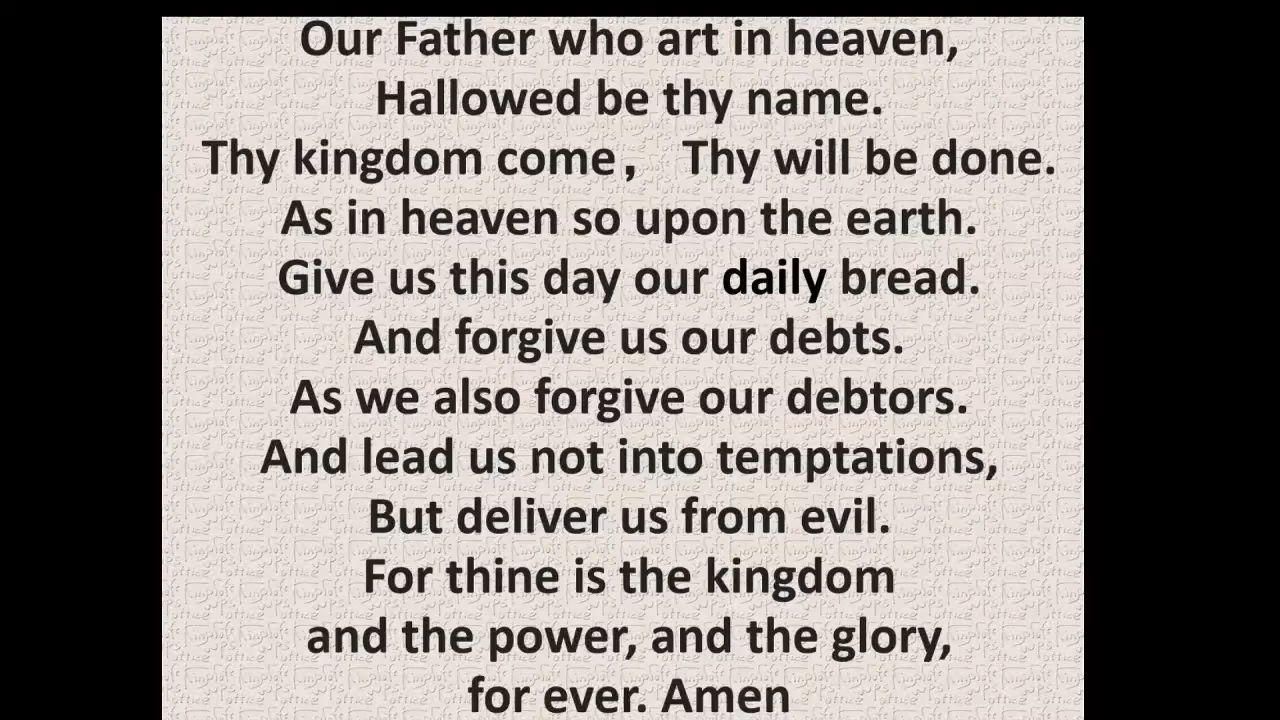 Our Father who art in heaven,
Hallowed be thy name.
Thy kingdom come， Thy will be done.
As in heaven so upon the earth.
Give us this day our daily bread.
And forgive us our debts.
As we also forgive our debtors.
And lead us not into temptations,
But deliver us from evil.
For thine is the kingdom
and the power, and the glory,
for ever. Amen